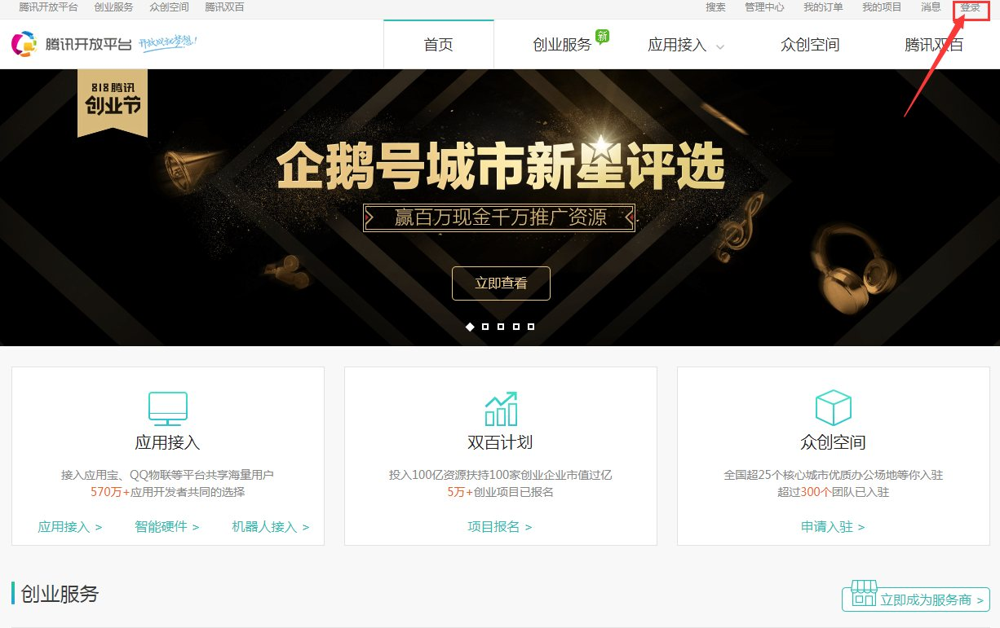 腾讯开放平台 创业服务 众创空间 腾讯双百 搜索 管理中心 我的订单 我的项目 消息 登录
腾讯开放平台 开放成就梦想! 首页 创业服务 新 应用接入 众创空间 腾讯双百
818腾讯
创业节
企鹅号城市新星评选
赢百万现金千万推广资源
立即查看
应用接入
接入应用宝、QQ物联等平台共享海量用户
570万+应用开发者共同的选择
应用接入 > 智能硬件 > 机器人接入 >
双百计划
投入100亿资源扶持100家创业企业市值过亿
5万+创业项目已报名
项目报名 >
众创空间
全国超25个核心城市优质办公场地等你入驻
超过300个团队已入驻
申请入驻 >
创业服务
立即成为服务商 >